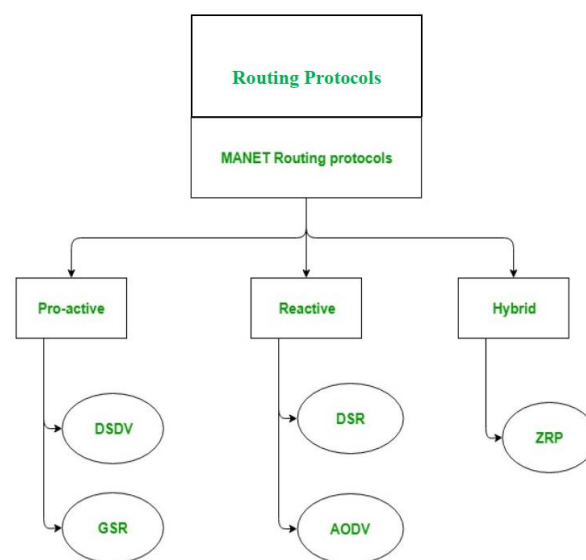 Routing Protocols
MANET Routing protocols
Pro-active
Reactive
Hybrid
DSDV
DSR
ZRP
GSR
AODV